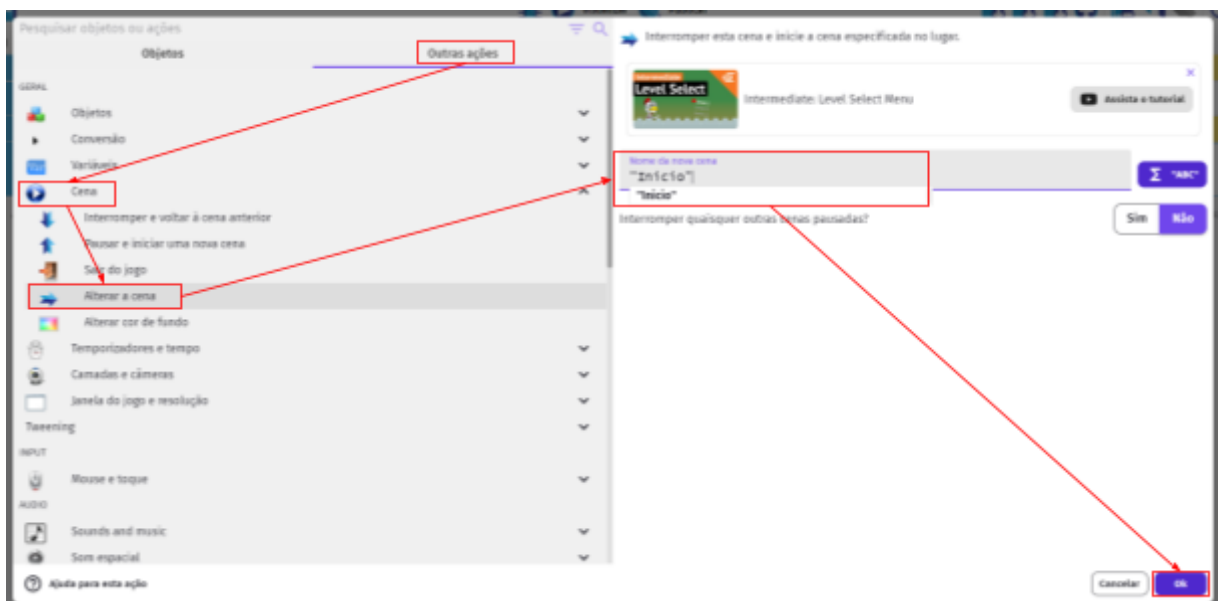 Pesquisar objetos ou ações
Objetos
Outras ações
GERAL
Objetos
Conversão
Variáveis
Cena
Interromper e voltar à cena anterior
Pausar e iniciar uma nova cena
Sair do jogo
Alterar a cena
Alterar cor de fundo
Temporizadores e tempo
Camadas e câmeras
Janela do jogo e resolução
Tweening
INPUT
Mouse e toque
AUDIO
Sounds and music
Som espacial
Ajuda para esta ação
Interromper esta cena e inicie a cena especificada no lugar.
Intermediate
Level Select
Intermediate: Level Select Menu
Assista o tutorial
Nome da nova cena
"Inicio"
"Inicio"
Σ "ABC"
Interromper quaisquer outras cenas pausadas?
Sim
Não
Cancelar
Ok